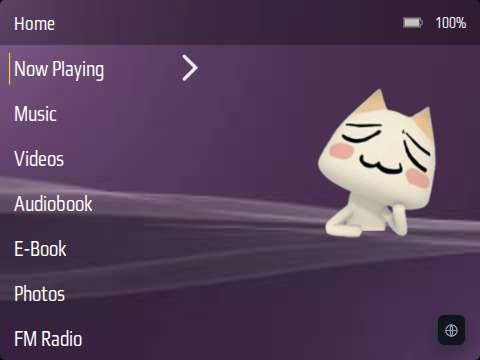 Home
100%
Now Playing
Music
Videos
Audiobook
E-Book
Photos
FM Radio